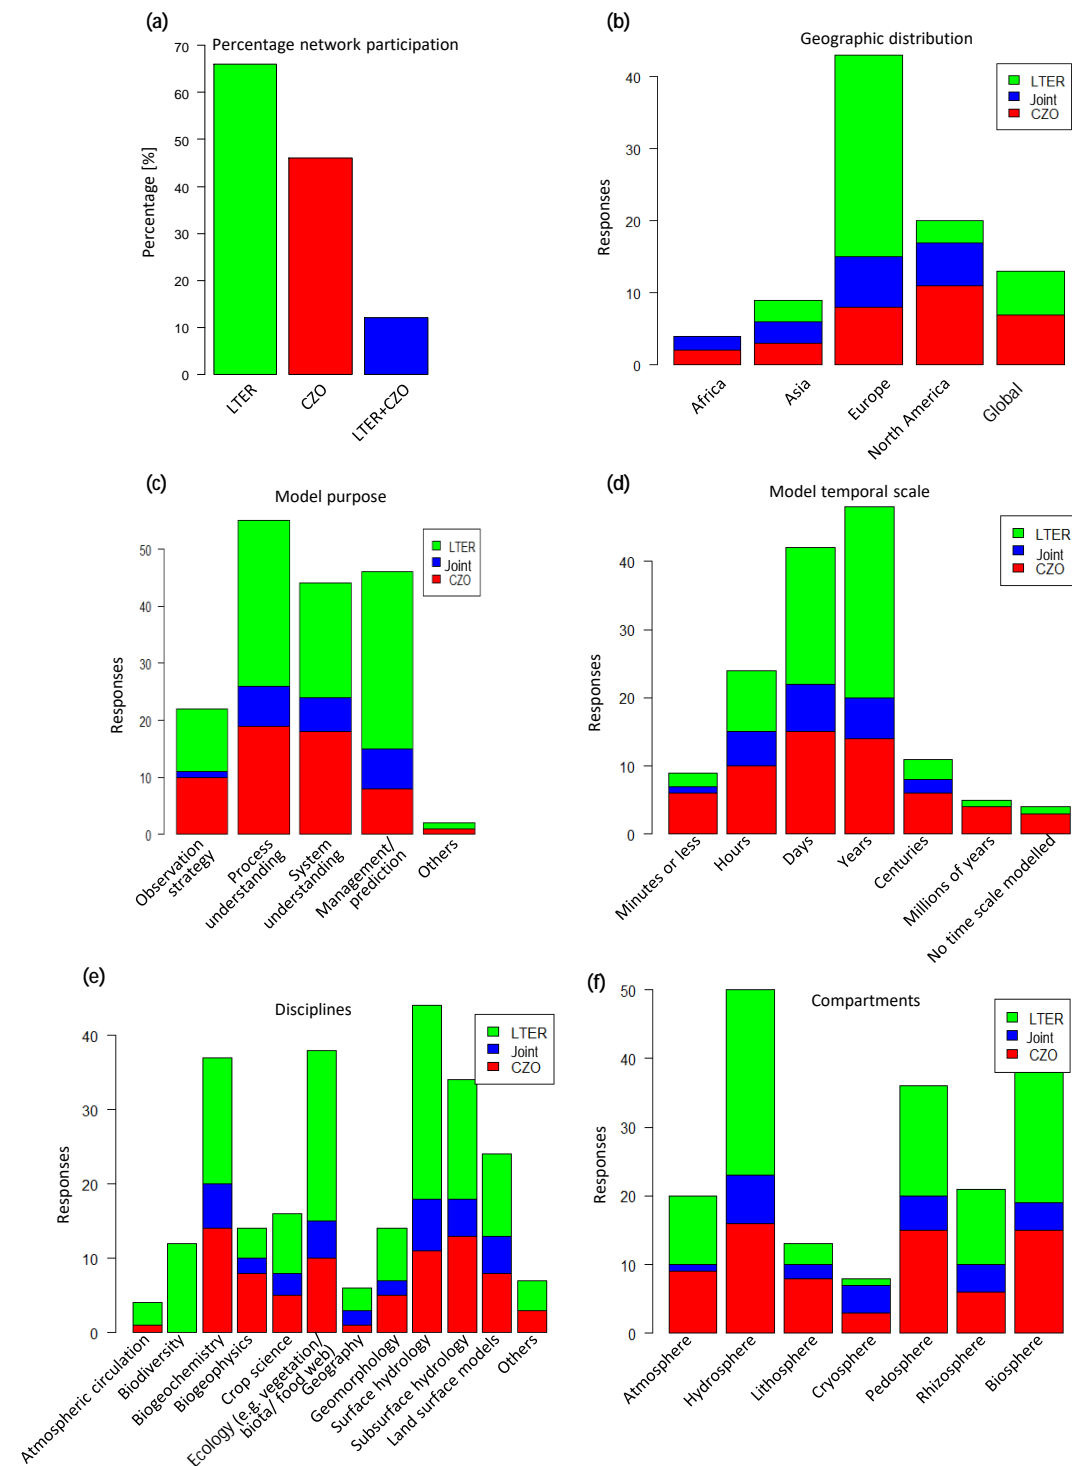 (a)
Percentage network participation
Percentage [%]
70
60
50
40
30
20
10
0
LTER
CZO
LTER+CZO
(b)
Geographic distribution
Responses
40
30
20
10
0
LTER
Joint
CZO
Africa
Asia
Europe
North America
Global
(c)
Model purpose
Responses
50
40
30
20
10
0
LTER
Joint
CZO
Observation
strategy
Process
understanding
System
understanding
Management/
prediction
Others
(d)
Model temporal scale
Responses
40
30
20
10
0
LTER
Joint
CZO
Minutes or less
Hours
Days
Years
Centuries
Millions of years
No time scale modelled
(e)
Disciplines
Responses
40
30
20
10
0
LTER
Joint
CZO
Atmospheric circulation
Biodiversity
Biogeochemistry
Biogeophysics
Crop science
Ecology (e.g. vegetation/
biota/ food web)
Geography
Geomorphology
Surface hydrology
Subsurface hydrology
Land surface models
Others
(f)
Compartments
Responses
50
40
30
20
10
0
LTER
Joint
CZO
Atmosphere
Hydrosphere
Lithosphere
Cryosphere
Pedosphere
Rhizosphere
Biosphere